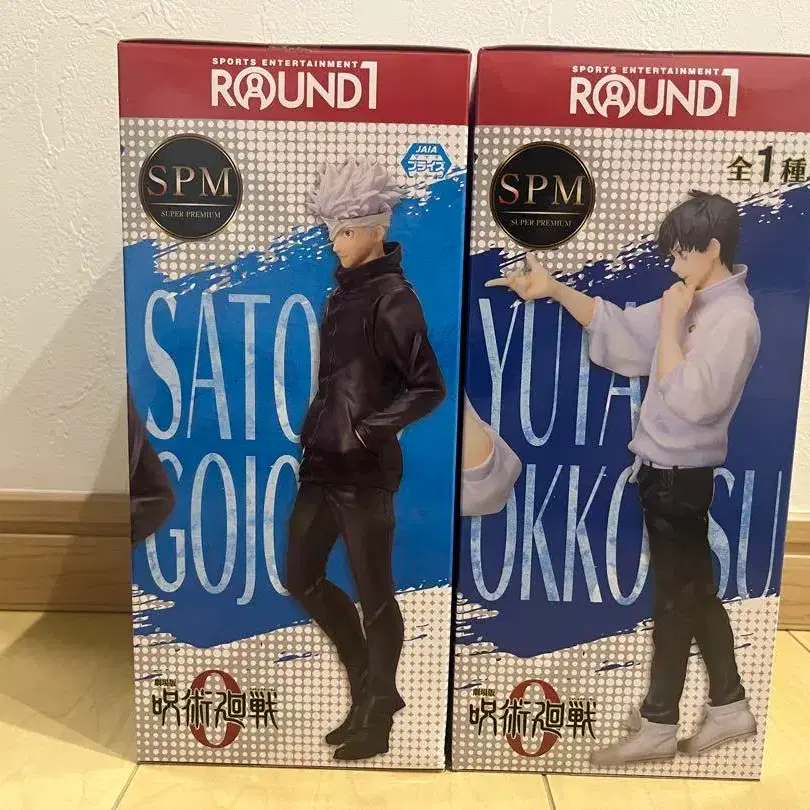 SPORTS ENTERTAINMENT
ROUND1
SPM
SUPER PREMIUM
JAIA
プライズ
SATO
GOJO
劇場版
呪術廻戦
0
SPORTS ENTERTAINMENT
ROUND1
SPM
SUPER PREMIUM
全1種
YUTA
OKKO SU
劇場版
呪術廻戦
0